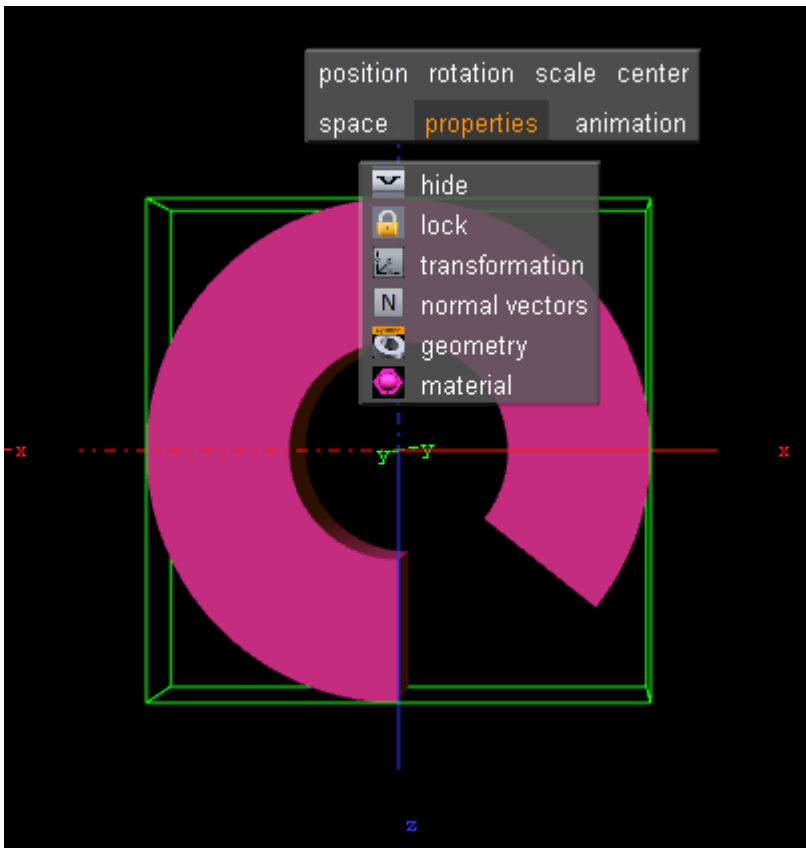 position rotation scale center
space properties animation
hide
lock
transformation
N normal vectors
geometry
material
-x y -y x
z